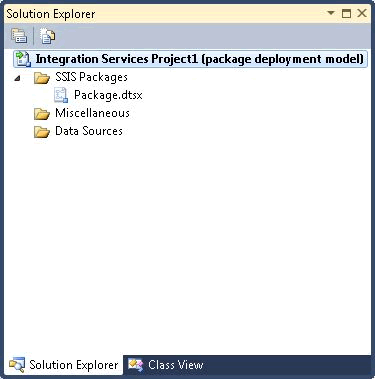 Solution Explorer
Integration Services Project1 (package deployment model)
SSIS Packages
Package.dtsx
Miscellaneous
Data Sources
Solution Explorer Class View